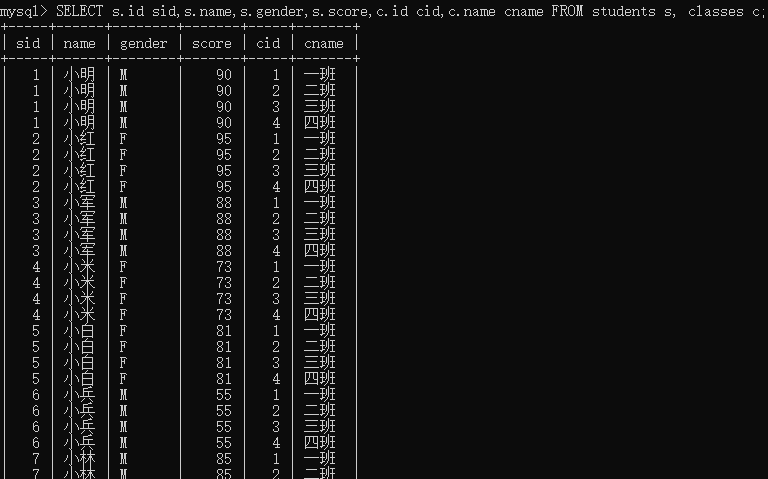 mysql> SELECT s.id sid,s.name,s.gender,s.score,c.id cid,c.name cname FROM students s, classes c;
+-----+------+--------+-------+-----+-------+
| sid | name | gender | score | cid | cname |
+-----+------+--------+-------+-----+-------+
| 1 | 小明 | M | 90 | 1 | 一班 |
| 1 | 小明 | M | 90 | 2 | 二班 |
| 1 | 小明 | M | 90 | 3 | 三班 |
| 1 | 小明 | M | 90 | 4 | 四班 |
| 2 | 小红 | F | 95 | 1 | 一班 |
| 2 | 小红 | F | 95 | 2 | 二班 |
| 2 | 小红 | F | 95 | 3 | 三班 |
| 2 | 小红 | F | 95 | 4 | 四班 |
| 3 | 小军 | M | 88 | 1 | 一班 |
| 3 | 小军 | M | 88 | 2 | 二班 |
| 3 | 小军 | M | 88 | 3 | 三班 |
| 3 | 小军 | M | 88 | 4 | 四班 |
| 4 | 小米 | F | 73 | 1 | 一班 |
| 4 | 小米 | F | 73 | 2 | 二班 |
| 4 | 小米 | F | 73 | 3 | 三班 |
| 4 | 小米 | F | 73 | 4 | 四班 |
| 5 | 小白 | F | 81 | 1 | 一班 |
| 5 | 小白 | F | 81 | 2 | 二班 |
| 5 | 小白 | F | 81 | 3 | 三班 |
| 5 | 小白 | F | 81 | 4 | 四班 |
| 6 | 小兵 | M | 55 | 1 | 一班 |
| 6 | 小兵 | M | 55 | 2 | 二班 |
| 6 | 小兵 | M | 55 | 3 | 三班 |
| 6 | 小兵 | M | 55 | 4 | 四班 |
| 7 | 小林 | M | 85 | 1 | 一班 |
| 7 | 小林 | M | 85 | 2 | 二班 |